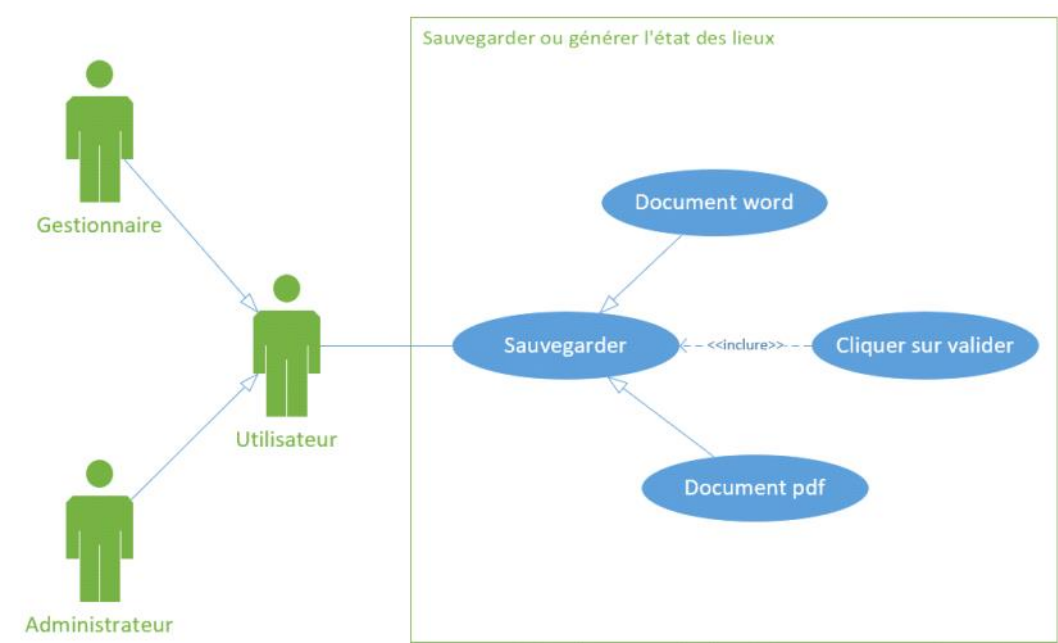 Sauvegarder ou générer l'état des lieux
Gestionnaire
Document word
Sauvegarder
<<inclure>>
Cliquer sur valider
Utilisateur
Document pdf
Administrateur